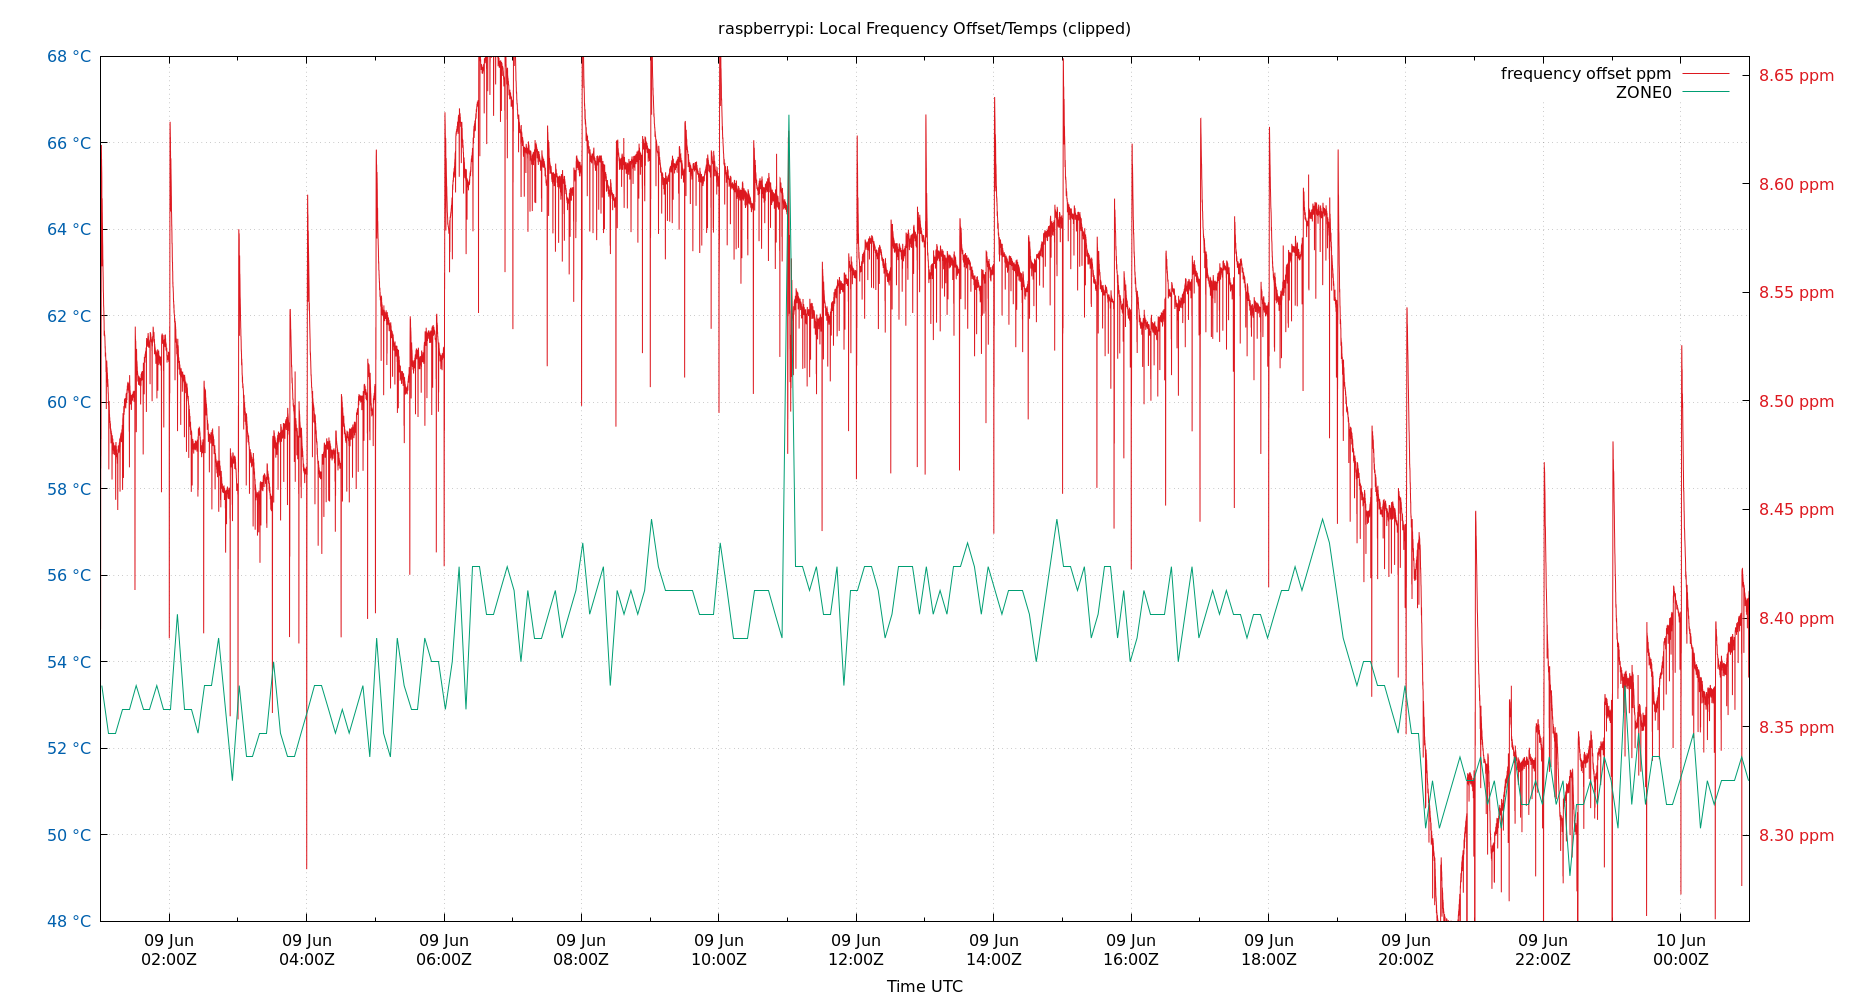 raspberrypi: Local Frequency Offset/Temps (clipped)
68 °C
66 °C
64 °C
62 °C
60 °C
58 °C
56 °C
54 °C
52 °C
50 °C
48 °C
frequency offset ppm
ZONE0
8.65 ppm
8.60 ppm
8.55 ppm
8.50 ppm
8.45 ppm
8.40 ppm
8.35 ppm
8.30 ppm
09 Jun
02:00Z
09 Jun
04:00Z
09 Jun
06:00Z
09 Jun
08:00Z
09 Jun
10:00Z
09 Jun
12:00Z
09 Jun
14:00Z
09 Jun
16:00Z
09 Jun
18:00Z
09 Jun
20:00Z
09 Jun
22:00Z
10 Jun
00:00Z
Time UTC